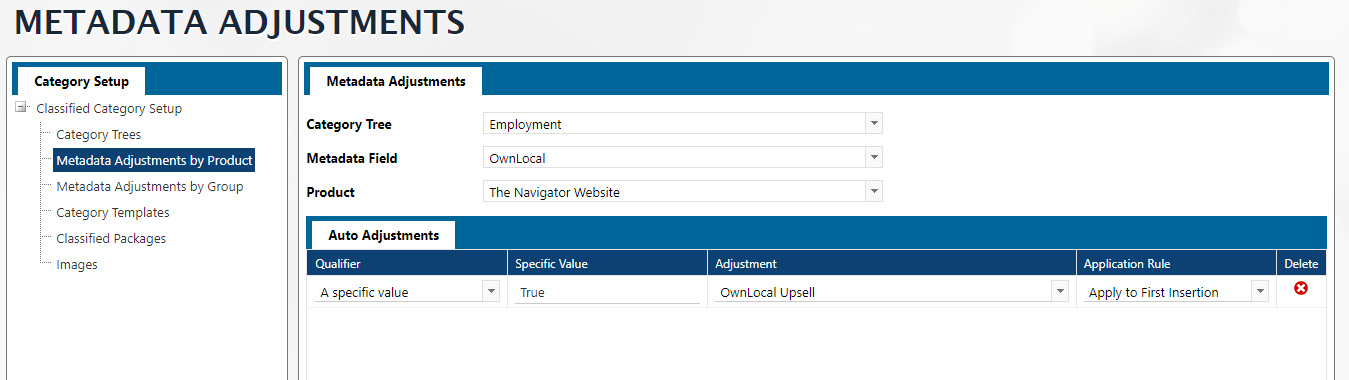 METADATA ADJUSTMENTS
Category Setup
Classified Category Setup
Category Trees
Metadata Adjustments by Product
Metadata Adjustments by Group
Category Templates
Classified Packages
Images
Metadata Adjustments
Category Tree Employment
Metadata Field OwnLocal
Product The Navigator Website
Auto Adjustments
Qualifier Specific Value Adjustment Application Rule Delete
A specific value True OwnLocal Upsell Apply to First Insertion